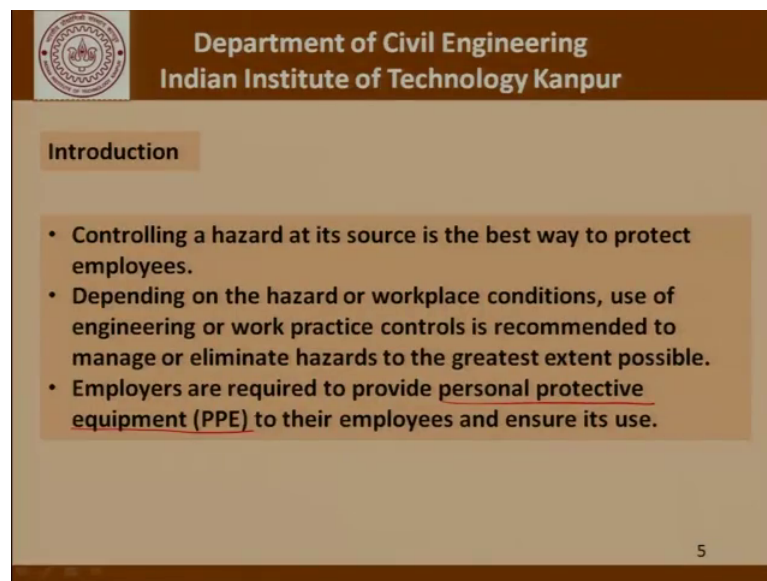 Department of Civil Engineering
Indian Institute of Technology Kanpur
Introduction
• Controlling a hazard at its source is the best way to protect
employees.
• Depending on the hazard or workplace conditions, use of
engineering or work practice controls is recommended to
manage or eliminate hazards to the greatest extent possible.
• Employers are required to provide personal protective
equipment (PPE) to their employees and ensure its use.
5